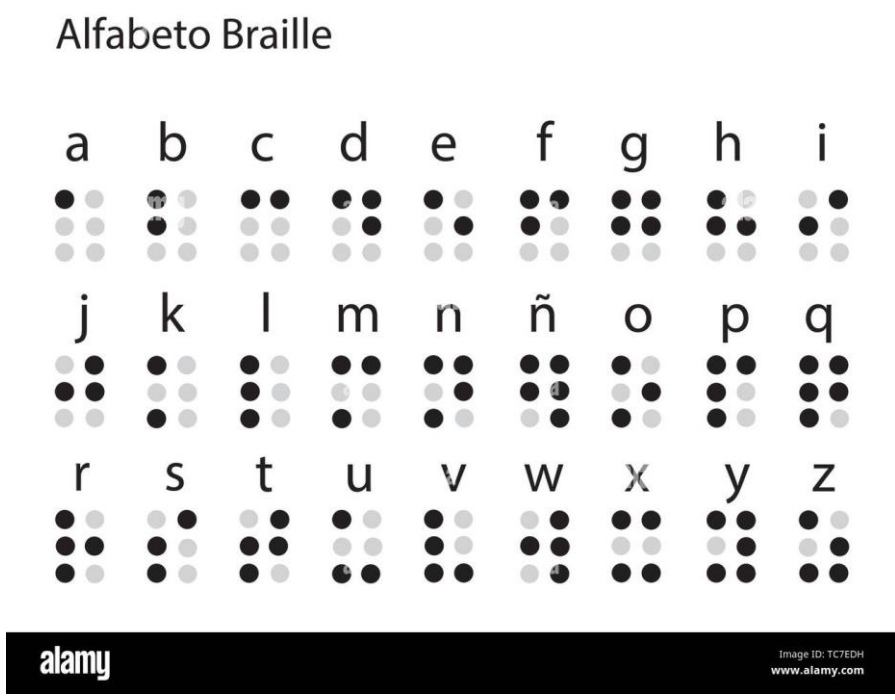 Alfabeto Braille
a b c d e f g h i
j k l m n ñ o p q
r s t u v w x y z
alamy
Image ID: TC7EDH
www.alamy.com